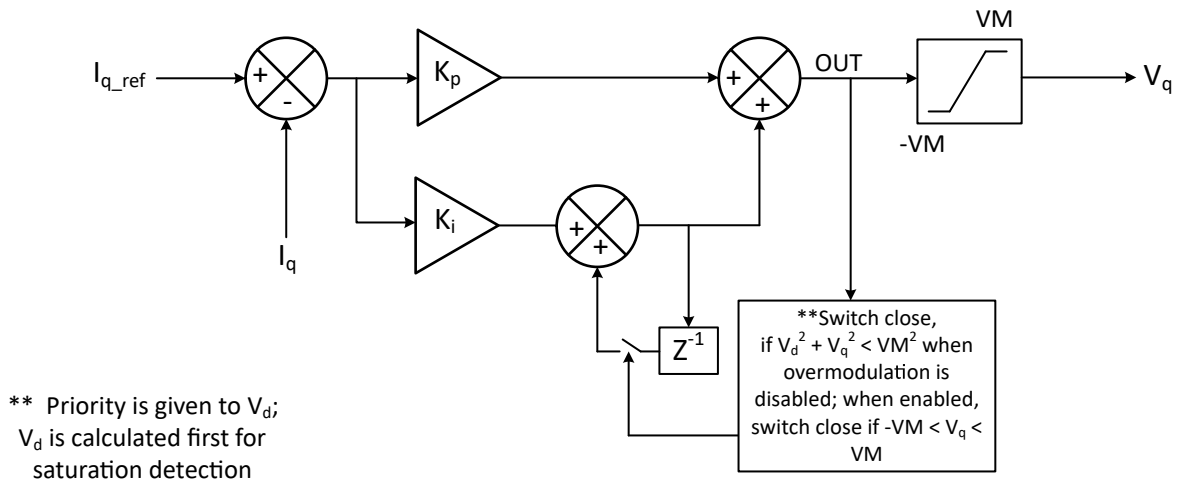 VM
I_q_ref
+
-
K_p
+
+
OUT
V_q
-VM
K_i
+
+
I_q
Z^-1
**Switch close,
if V_d^2 + V_q^2 < VM^2 when
overmodulation is
disabled; when enabled,
switch close if -VM < V_q <
VM
** Priority is given to V_d;
V_d is calculated first for
saturation detection